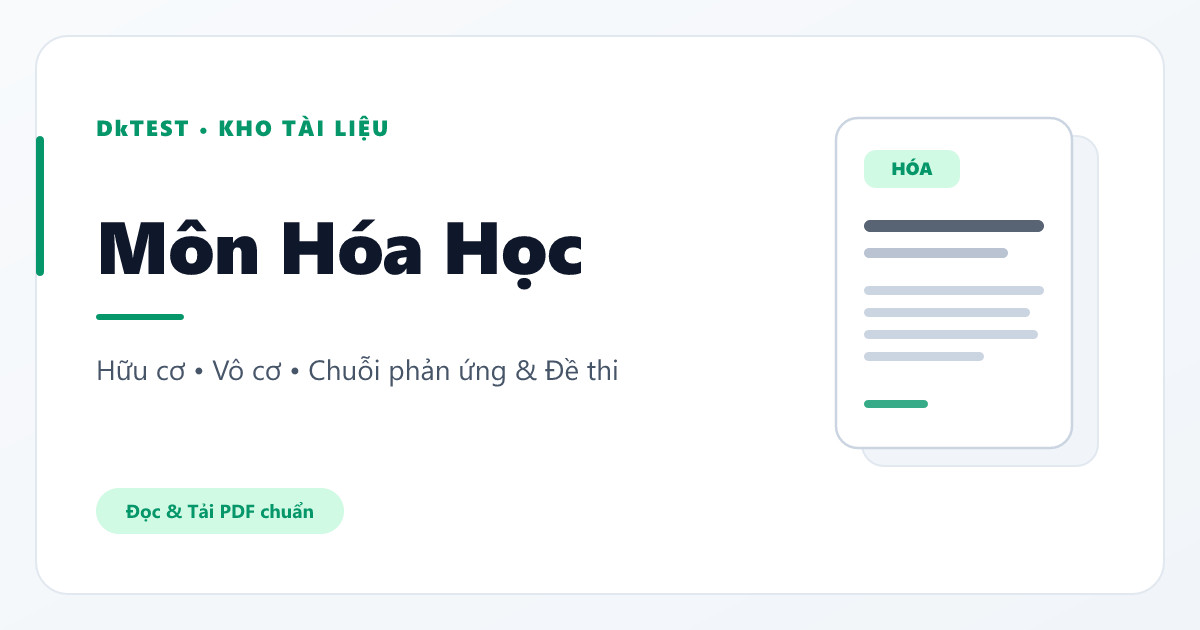 DkTEST • KHO TÀI LIỆU
Môn Hóa Học
Hữu cơ • Vô cơ • Chuỗi phản ứng & Đề thi
Đọc & Tải PDF chuẩn
HÓA